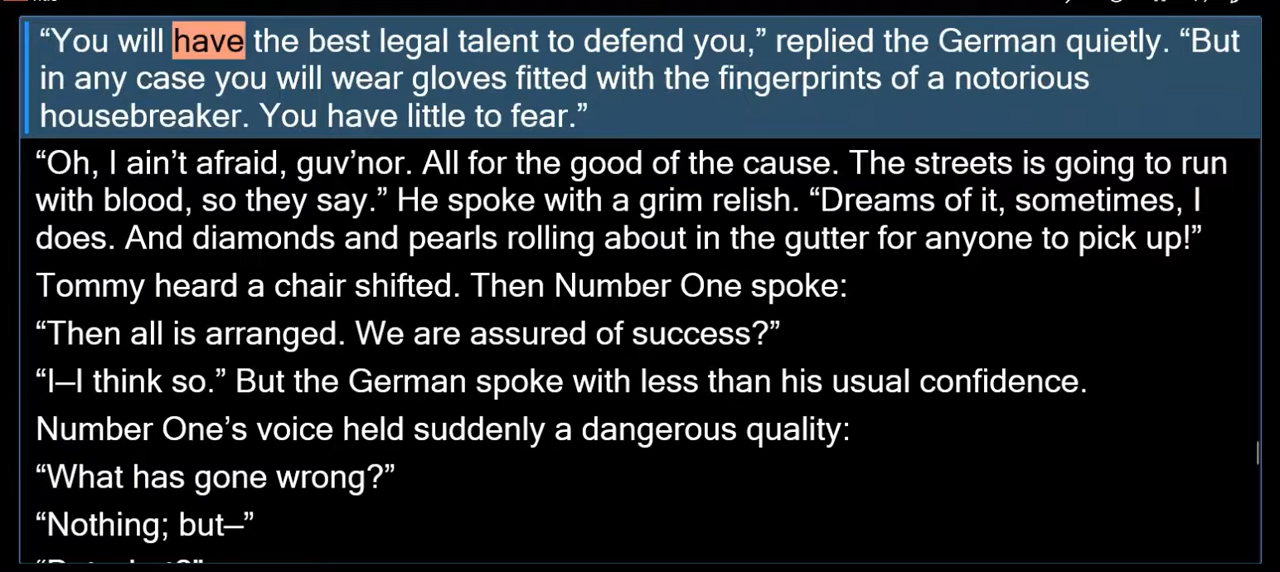 “You will have the best legal talent to defend you,” replied the German quietly. “But
in any case you will wear gloves fitted with the fingerprints of a notorious
housebreaker. You have little to fear.”
“Oh, I ain’t afraid, guv’nor. All for the good of the cause. The streets is going to run
with blood, so they say.” He spoke with a grim relish. “Dreams of it, sometimes, I
does. And diamonds and pearls rolling about in the gutter for anyone to pick up!”
Tommy heard a chair shifted. Then Number One spoke:
“Then all is arranged. We are assured of success?”
“I—I think so.” But the German spoke with less than his usual confidence.
Number One’s voice held suddenly a dangerous quality:
“What has gone wrong?”
“Nothing; but—”